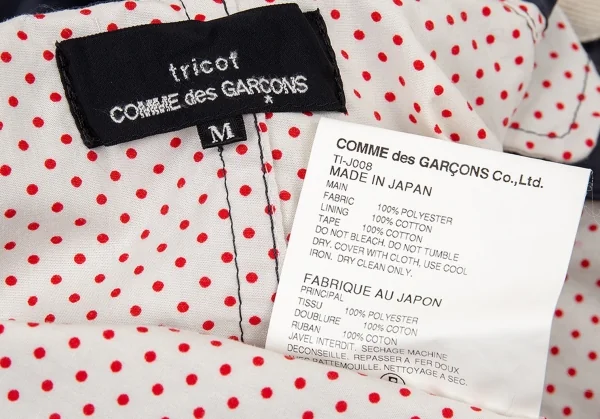 tricot
COMME des GARÇONS
M
COMME des GARÇONS Co.,Ltd.
TI-J008
MADE IN JAPAN
MAIN
FABRIC 100% POLYESTER
LINING 100% COTTON
TAPE 100% COTTON
DO NOT BLEACH. DO NOT TUMBLE
DRY. COVER WITH CLOTH, USE COOL
IRON. DRY CLEAN ONLY.
FABRIQUE AU JAPON
PRINCIPAL
TISSU 100% POLYESTER
DOUBLURE 100% COTON
RUBAN 100% COTON
JAVEL INTERDIT. SECHAGE MACHINE
DECONSEILLE. REPASSER A FER DOUX
PATTEMOUILLE, NETTOYAGE A SEC.
P